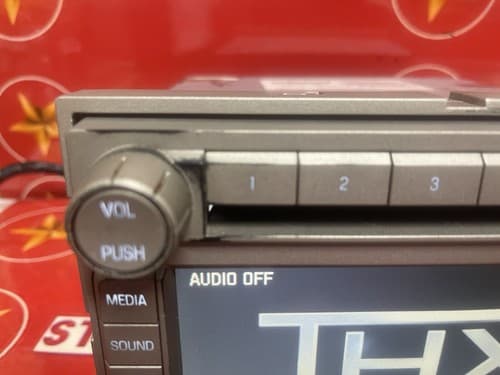 1 2 3
VOL
PUSH
MEDIA
AUDIO OFF
SOUND
THX
ST